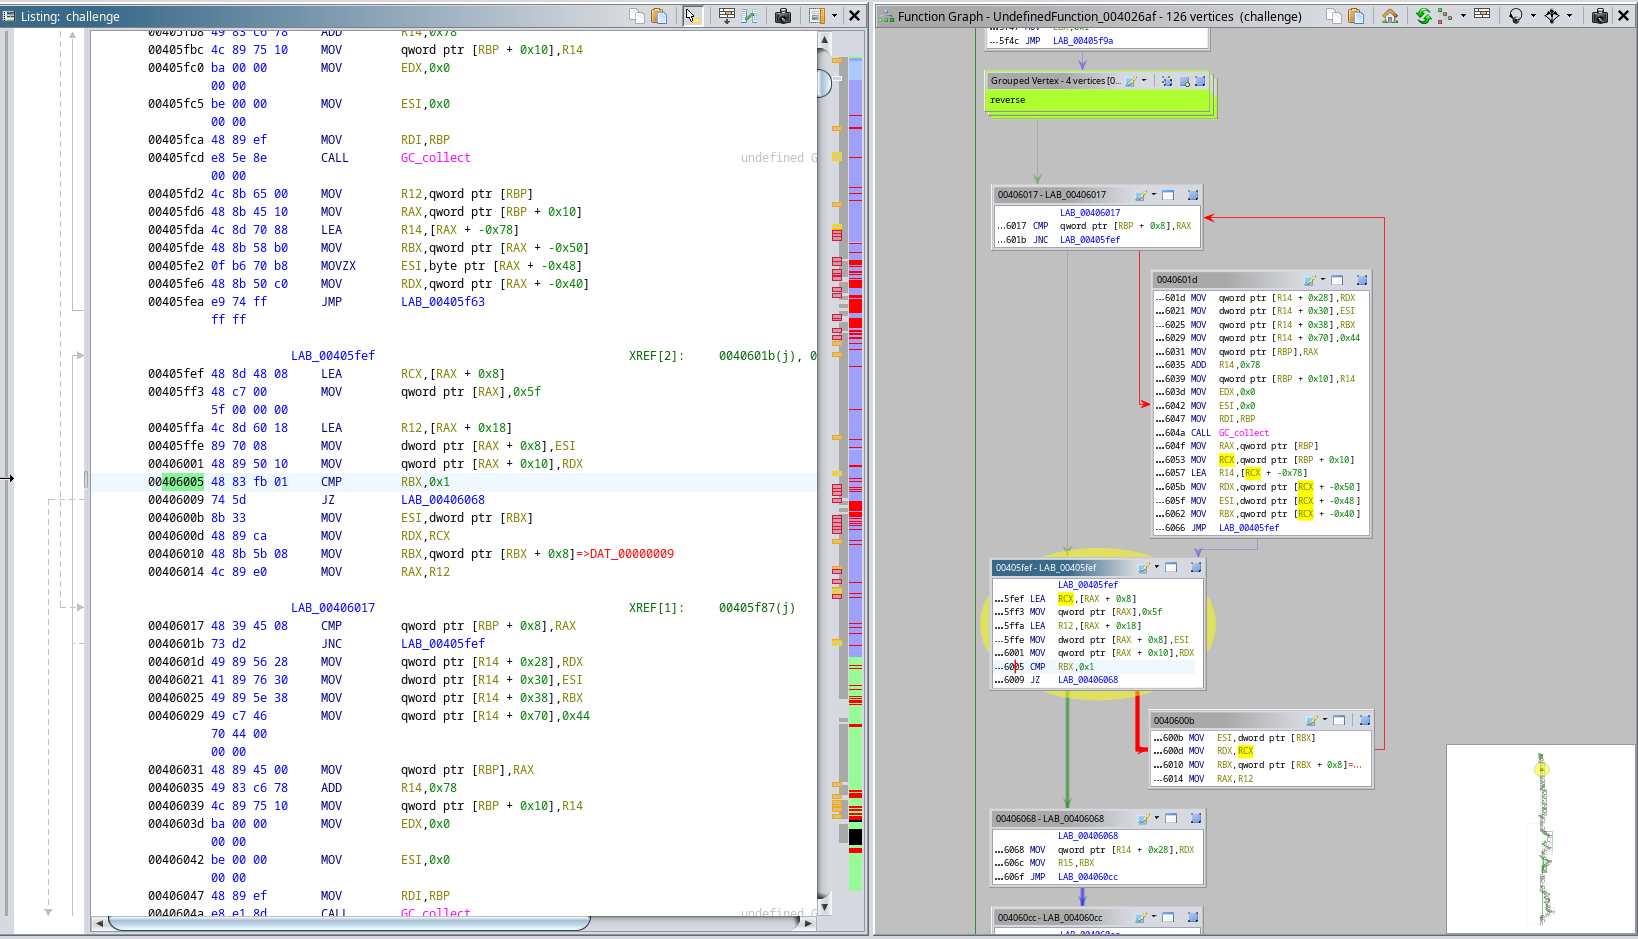 Listing: challenge
00405fb8 49 83 c6 78 ADD R14,0x78
00405fbc 4c 89 75 10 MOV qword ptr [RBP + 0x10],R14
00405fc0 ba 00 00 MOV EDX,0x0
00 00
00405fc5 be 00 00 MOV ESI,0x0
00 00
00405fca 48 89 ef MOV RDI,RBP
00405fcd e8 5e 8e CALL GC_collect undefined G
00 00
00405fd2 4c 8b 65 00 MOV R12,qword ptr [RBP]
00405fd6 48 8b 45 10 MOV RAX,qword ptr [RBP + 0x10]
00405fda 4c 8d 70 88 LEA R14,[RAX + -0x78]
00405fde 48 8b 58 b0 MOV RBX,qword ptr [RAX + -0x50]
00405fe2 0f b6 70 b8 MOVZX ESI,byte ptr [RAX + -0x48]
00405fe6 48 8b 50 c0 MOV RDX,qword ptr [RAX + -0x40]
00405fea e9 74 ff JMP LAB_00405f63
ff ff
LAB_00405fef XREF[2]: 0040601b(j), 0
00405fef 48 8d 48 08 LEA RCX,[RAX + 0x8]
00405ff3 48 c7 00 MOV qword ptr [RAX],0x5f
5f 00 00 00
00405ffa 4c 8d 60 18 LEA R12,[RAX + 0x18]
00405ffe 89 70 08 MOV dword ptr [RAX + 0x8],ESI
00406001 48 89 50 10 MOV qword ptr [RAX + 0x10],RDX
00406005 48 83 fb 01 CMP RBX,0x1
00406009 74 5d JZ LAB_00406068
0040600b 8b 33 MOV ESI,dword ptr [RBX]
0040600d 48 89 ca MOV RDX,RCX
00406010 48 8b 5b 08 MOV RBX,qword ptr [RBX + 0x8]=>DAT_00000009
00406014 4c 89 e0 MOV RAX,R12
LAB_00406017 XREF[1]: 00405f87(j)
00406017 48 39 45 08 CMP qword ptr [RBP + 0x8],RAX
0040601b 73 d2 JNC LAB_00405fef
0040601d 49 89 56 28 MOV qword ptr [R14 + 0x28],RDX
00406021 41 89 76 30 MOV dword ptr [R14 + 0x30],ESI
00406025 49 89 5e 38 MOV qword ptr [R14 + 0x38],RBX
00406029 49 c7 46 MOV qword ptr [R14 + 0x70],0x44
70 44 00
00 00
00406031 48 89 45 00 MOV qword ptr [RBP],RAX
00406035 49 83 c6 78 ADD R14,0x78
00406039 4c 89 75 10 MOV qword ptr [RBP + 0x10],R14
0040603d ba 00 00 MOV EDX,0x0
00 00
00406042 be 00 00 MOV ESI,0x0
00 00
00406047 48 89 ef MOV RDI,RBP
0040604a e8 e1 8d CALL GC_collect undefined G
Function Graph - UndefinedFunction_004026af - 126 vertices (challenge)
...5f4c JMP LAB_00405f9a
Grouped Vertex - 4 vertices [0...
reverse
00406017 - LAB_00406017
LAB_00406017
...6017 CMP qword ptr [RBP + 0x8],RAX
...601b JNC LAB_00405fef
0040601d
...601d MOV qword ptr [R14 + 0x28],RDX
...6021 MOV dword ptr [R14 + 0x30],ESI
...6025 MOV qword ptr [R14 + 0x38],RBX
...6029 MOV qword ptr [R14 + 0x70],0x44
...6031 MOV qword ptr [RBP],RAX
...6035 ADD R14,0x78
...6039 MOV qword ptr [RBP + 0x10],R14
...603d MOV EDX,0x0
...6042 MOV ESI,0x0
...6047 MOV RDI,RBP
...604a CALL GC_collect
...604f MOV RAX,qword ptr [RBP]
...6053 MOV RCX,qword ptr [RBP + 0x10]
...6057 LEA R14,[RCX + -0x78]
...605b MOV RDX,qword ptr [RCX + -0x50]
...605f MOV ESI,dword ptr [RCX + -0x48]
...6062 MOV RBX,qword ptr [RCX + -0x40]
...6066 JMP LAB_00405fef
00405fef - LAB_00405fef
LAB_00405fef
...5fef LEA RCX,[RAX + 0x8]
...5ff3 MOV qword ptr [RAX],0x5f
...5ffa LEA R12,[RAX + 0x18]
...5ffe MOV dword ptr [RAX + 0x8],ESI
...6001 MOV qword ptr [RAX + 0x10],RDX
...6005 CMP RBX,0x1
...6009 JZ LAB_00406068
0040600b
...600b MOV ESI,dword ptr [RBX]
...600d MOV RDX,RCX
...6010 MOV RBX,qword ptr [RBX + 0x8]=...
...6014 MOV RAX,R12
00406068 - LAB_00406068
LAB_00406068
...6068 MOV qword ptr [R14 + 0x28],RDX
...606c MOV R15,RBX
...606f JMP LAB_004060cc
004060cc - LAB_004060cc
LAB_004060cc